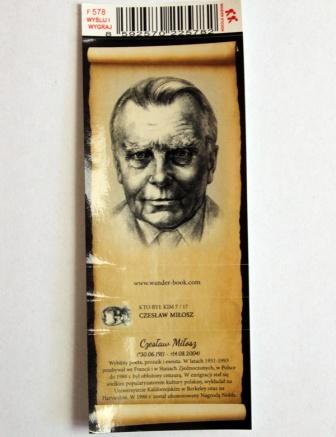 F 578
WYŚLIJ I
WYGRAJ
www.wander-book.com
KTO BYŁ KIM 7 / 17
CZESŁAW MIŁOSZ
Czesław Miłosz
(*30.06.1911 - †14.08.2004)
Wybitny poeta, prozaik i eseista. W latach 1951-1993
przebywał we Francji i w Stanach Zjednoczonych, w Polsce
do 1980 r. był objęty cenzurą. W emigracji stał się
wielkim popularyzatorem kultury polskiej, wykładał na
Uniwersytecie Kalifornijskim w Berkeley oraz na
Harvardzie. W 1980 r. został uhonorowany Nagrodą Nobla.